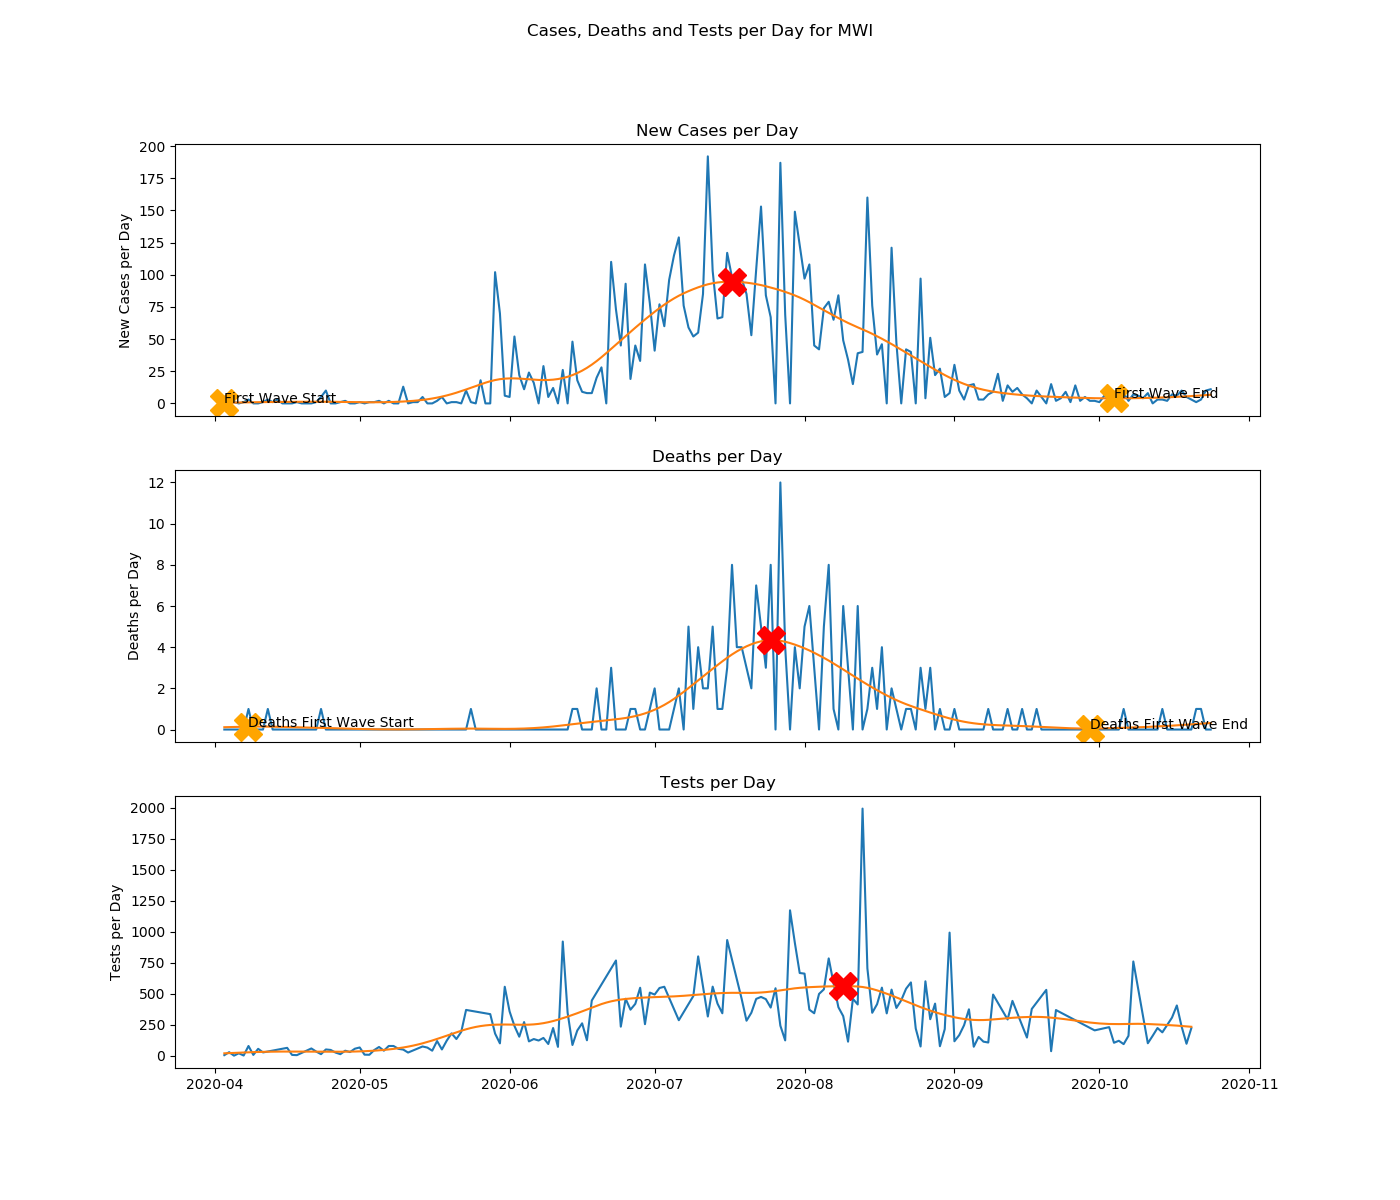 Cases, Deaths and Tests per Day for MWI
New Cases per Day
New Cases per Day
200
175
150
125
100
75
50
25
0
First Wave Start
First Wave End
Deaths per Day
Deaths per Day
12
10
8
6
4
2
0
Deaths First Wave Start
Deaths First Wave End
Tests per Day
Tests per Day
2000
1750
1500
1250
1000
750
500
250
0
2020-04 2020-05 2020-06 2020-07 2020-08 2020-09 2020-10 2020-11